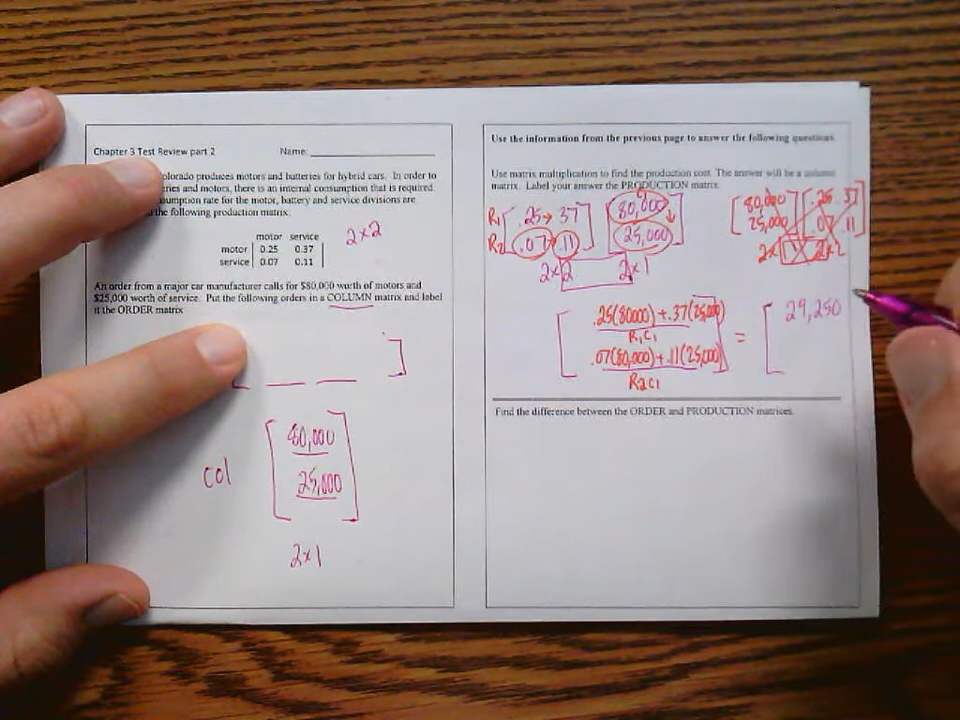 Chapter 3 Test Review part 2 Name:
olorado produces motors and batteries for hybrid cars. In order to
ries and motors, there is an internal consumption that is required.
umption rate for the motor, battery and service divisions are
the following production matrix:
motor service
motor 0.25 0.37
service 0.07 0.11
2×2
An order from a major car manufacturer calls for $80,000 worth of motors and
$25,000 worth of service. Put the following orders in a COLUMN matrix and label
it the ORDER matrix
col
80,000
25,000
2×1
Use the information from the previous page to answer the following questions.
Use matrix multiplication to find the production cost. The answer will be a column
matrix. Label your answer the PRODUCTION matrix.
R1 [ .25 → .37 ] [ 80,000 ]
R2 [ .07 .11 ] [ 25,000 ]
2×2 2×1
[ 80,000 ] [ .25 .37 ]
[ 25,000 ] [ .07 .11 ]
2×1 2×2
.25(80000)+.37(25,000)
R1C1
.07(80,000)+.11(25,000)
R2C1
= [ 29,250
Find the difference between the ORDER and PRODUCTION matrices.